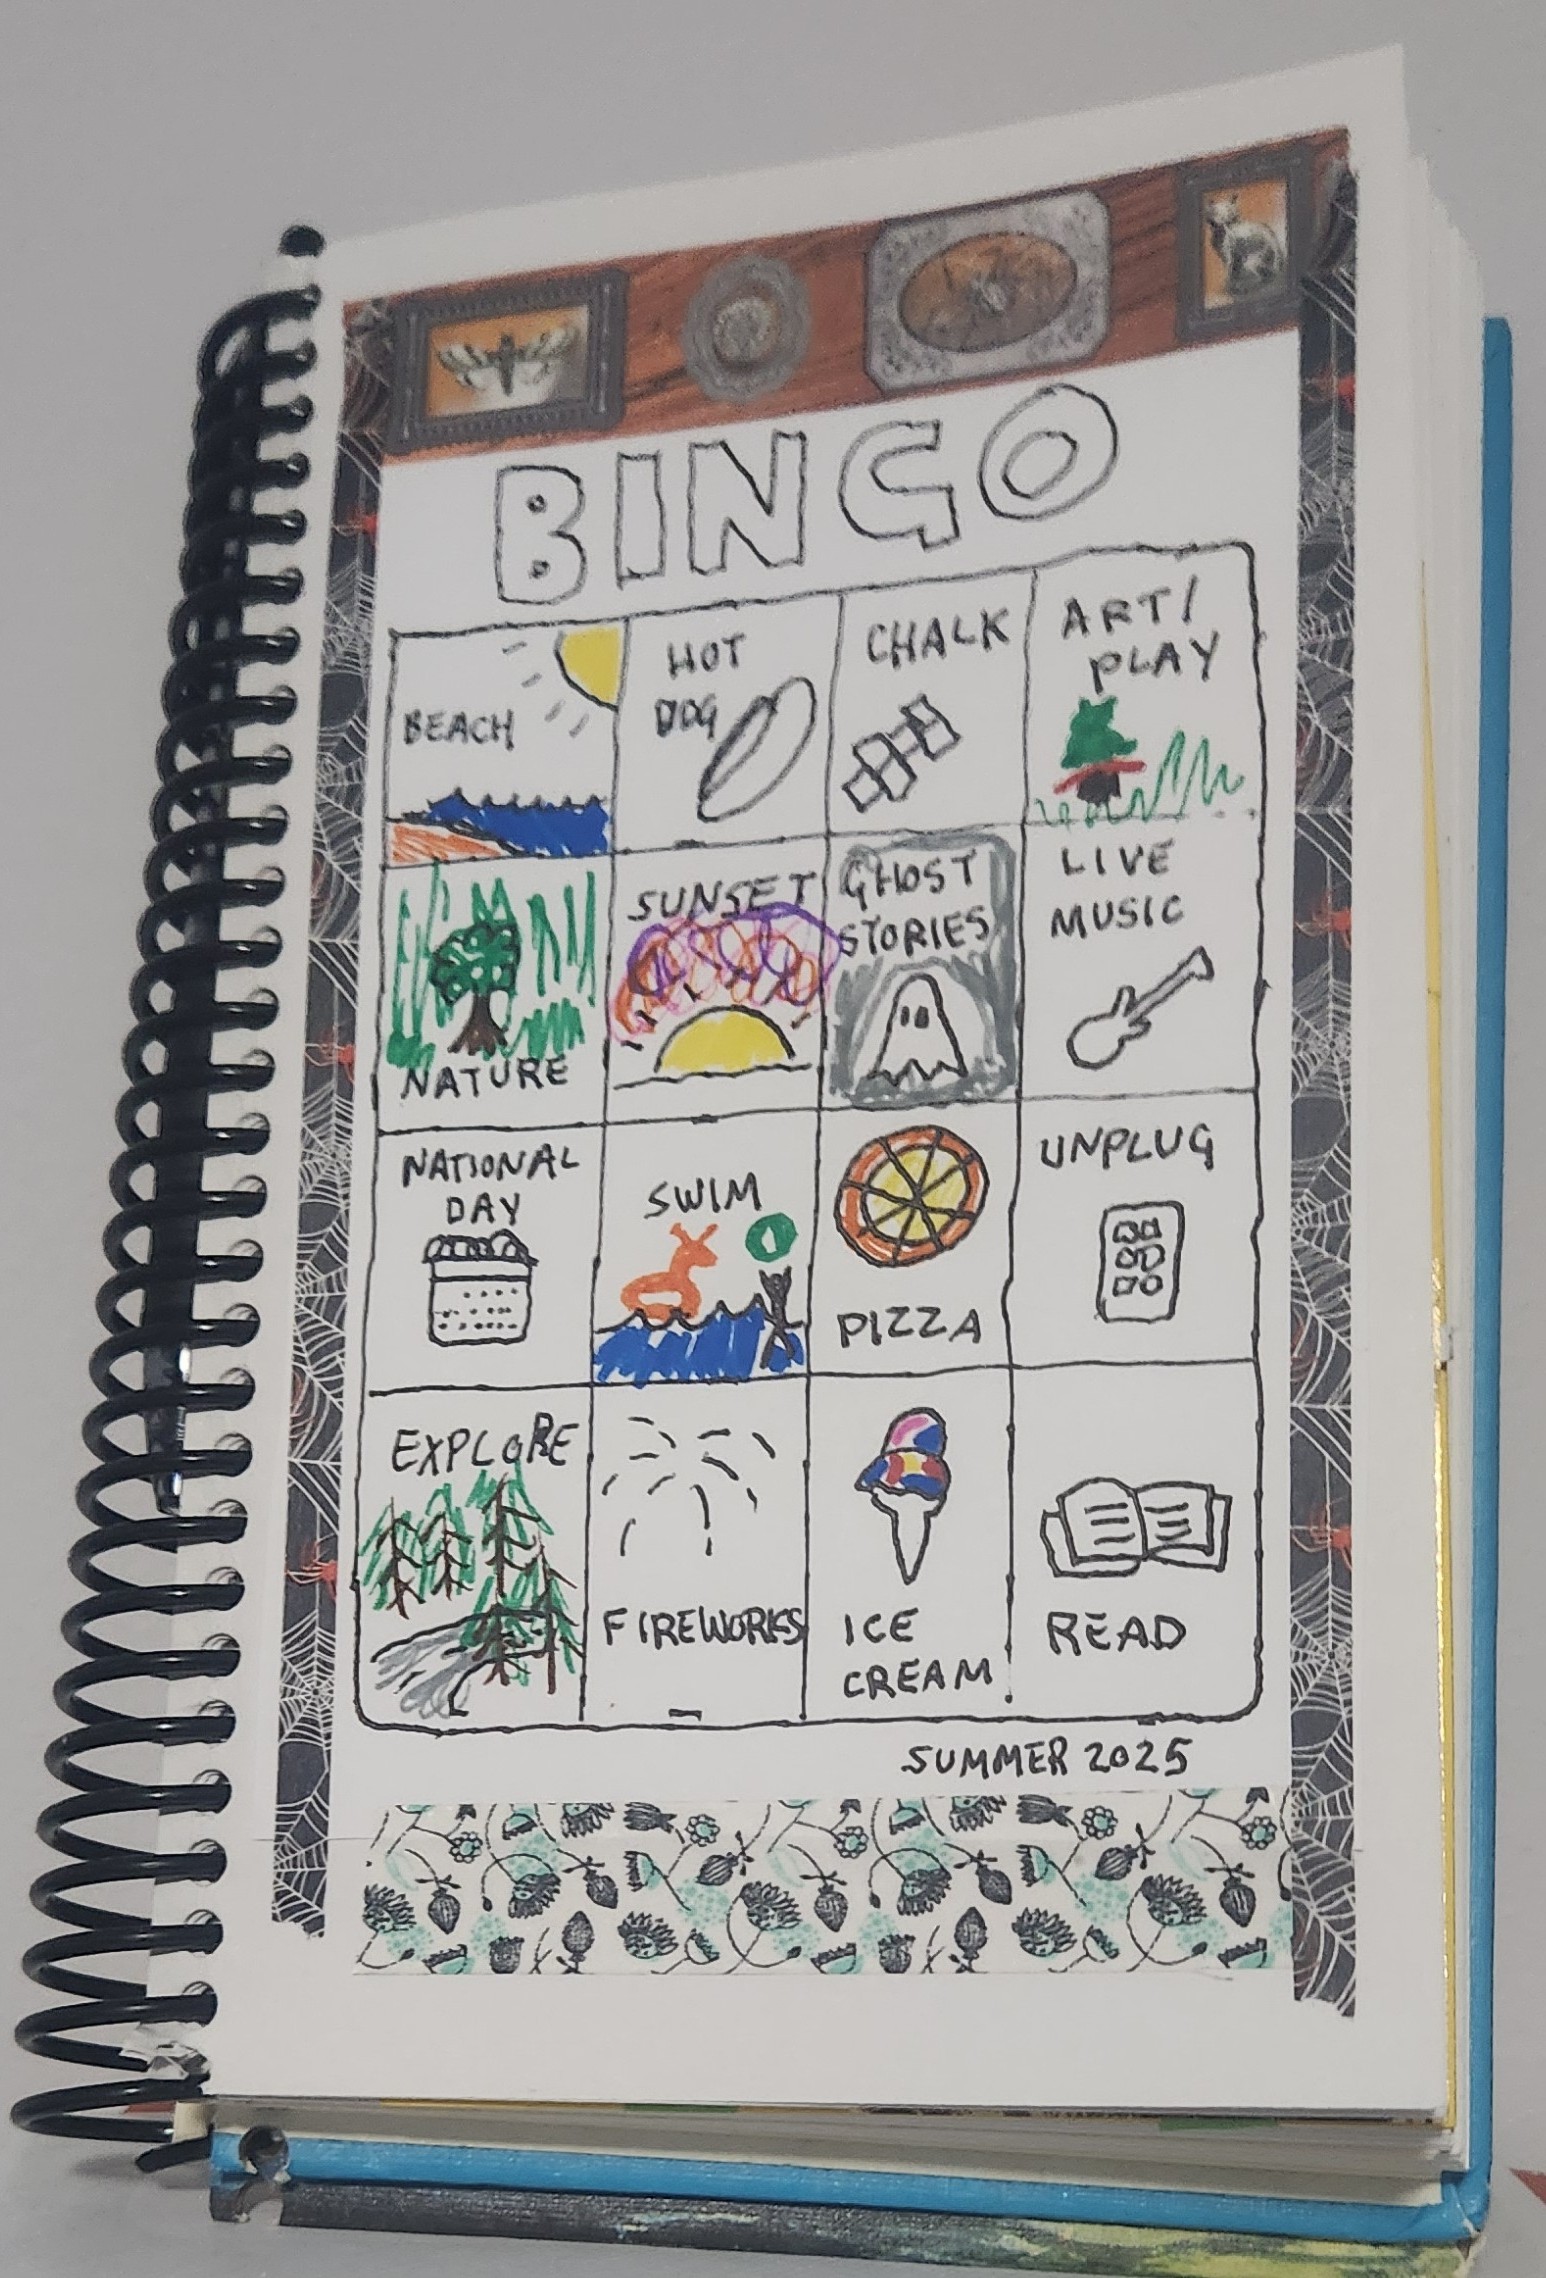 BINGO
BEACH
HOT
DOG
CHALK
ART/
PLAY
NATURE
SUNSET
GHOST
STORIES
LIVE
MUSIC
NATIONAL
DAY
SWIM
PIZZA
UNPLUG
EXPLORE
FIREWORKS
ICE
CREAM
READ
SUMMER 2025